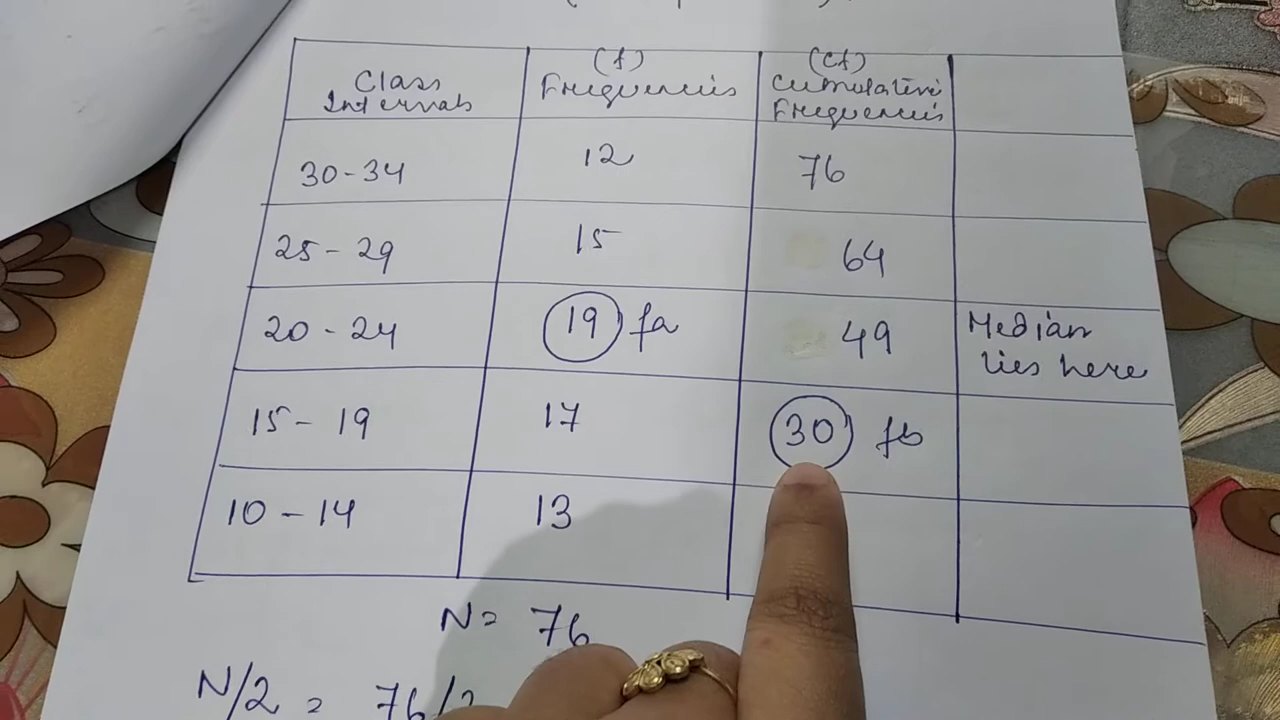 (f)
(cf)
Class
Intervals
Frequencies
Cumulative
Frequencies
30-34
12
76
25-29
15
64
20-24
19 fa
49
Median
lies here
15-19
17
30 fb
10-14
13
N= 76
N/2 = 76/2